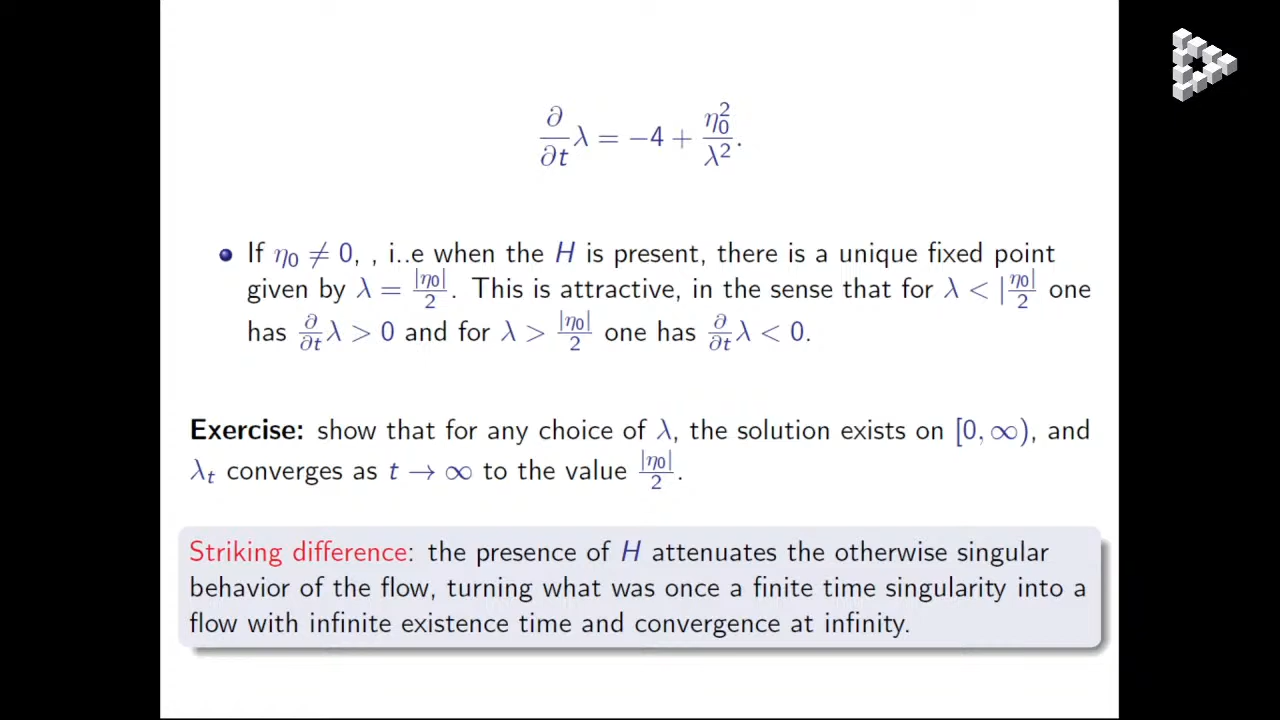 ∂/∂t λ = −4 + η₀²/λ².
If η₀ ≠ 0, , i..e when the H is present, there is a unique fixed point
given by λ = |η₀|/2. This is attractive, in the sense that for λ < |η₀|/2 one
has ∂/∂t λ > 0 and for λ > |η₀|/2 one has ∂/∂t λ < 0.
Exercise: show that for any choice of λ, the solution exists on [0, ∞), and
λₜ converges as t → ∞ to the value |η₀|/2.
Striking difference: the presence of H attenuates the otherwise singular
behavior of the flow, turning what was once a finite time singularity into a
flow with infinite existence time and convergence at infinity.